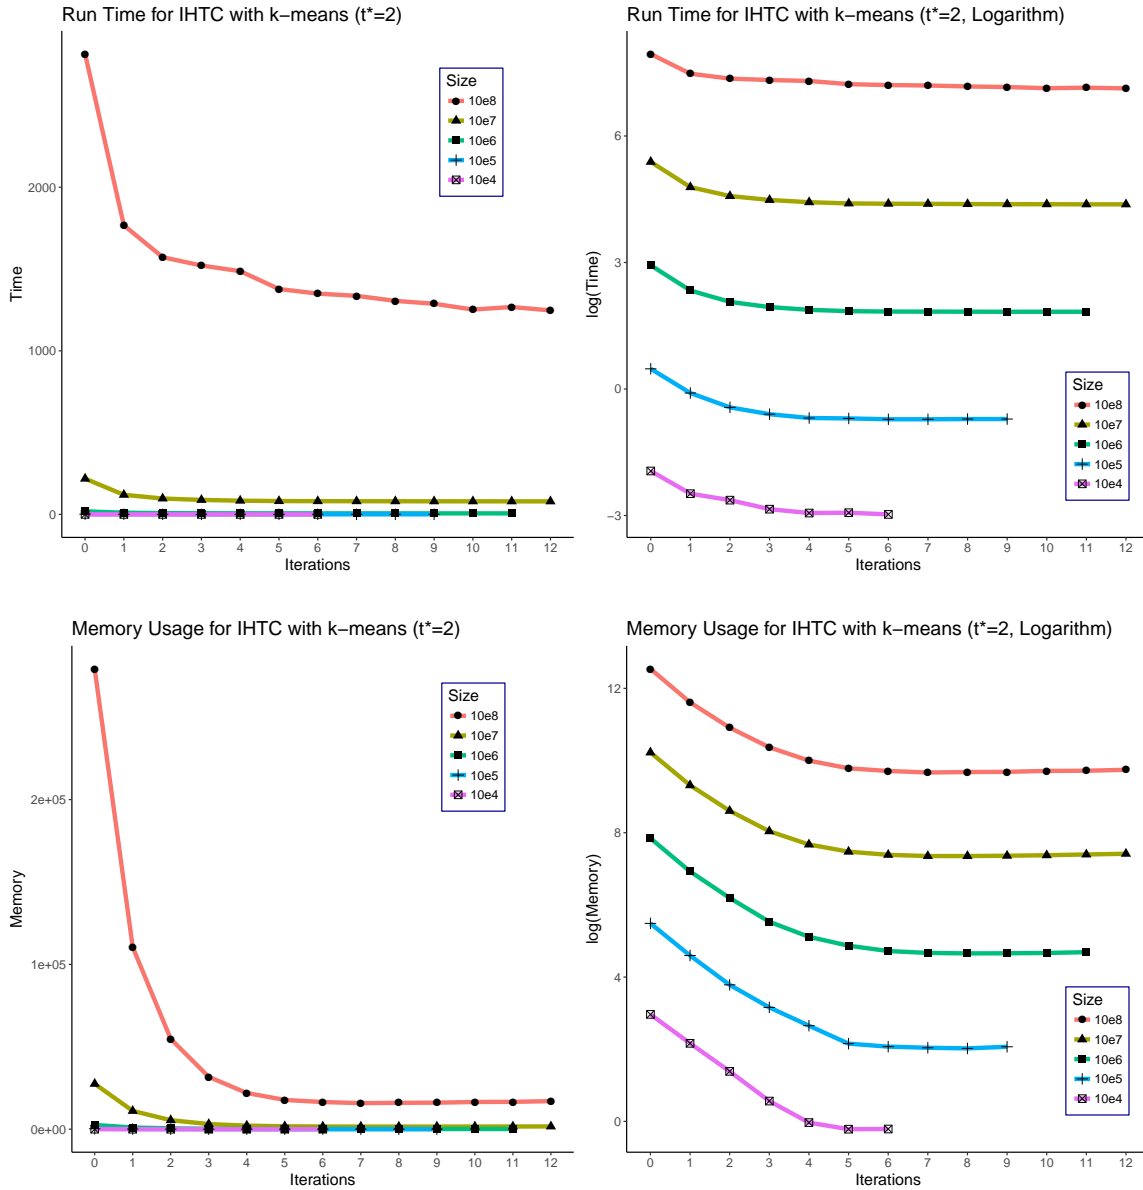 Run Time for IHTC with k−means (t*=2)
Time
2000
1000
0
0 1 2 3 4 5 6 7 8 9 10 11 12
Iterations
Size
10e8
10e7
10e6
10e5
10e4
Run Time for IHTC with k−means (t*=2, Logarithm)
log(Time)
6
3
0
−3
0 1 2 3 4 5 6 7 8 9 10 11 12
Iterations
Size
10e8
10e7
10e6
10e5
10e4
Memory Usage for IHTC with k−means (t*=2)
Memory
2e+05
1e+05
0e+00
0 1 2 3 4 5 6 7 8 9 10 11 12
Iterations
Size
10e8
10e7
10e6
10e5
10e4
Memory Usage for IHTC with k−means (t*=2, Logarithm)
log(Memory)
12
8
4
0
0 1 2 3 4 5 6 7 8 9 10 11 12
Iterations
Size
10e8
10e7
10e6
10e5
10e4